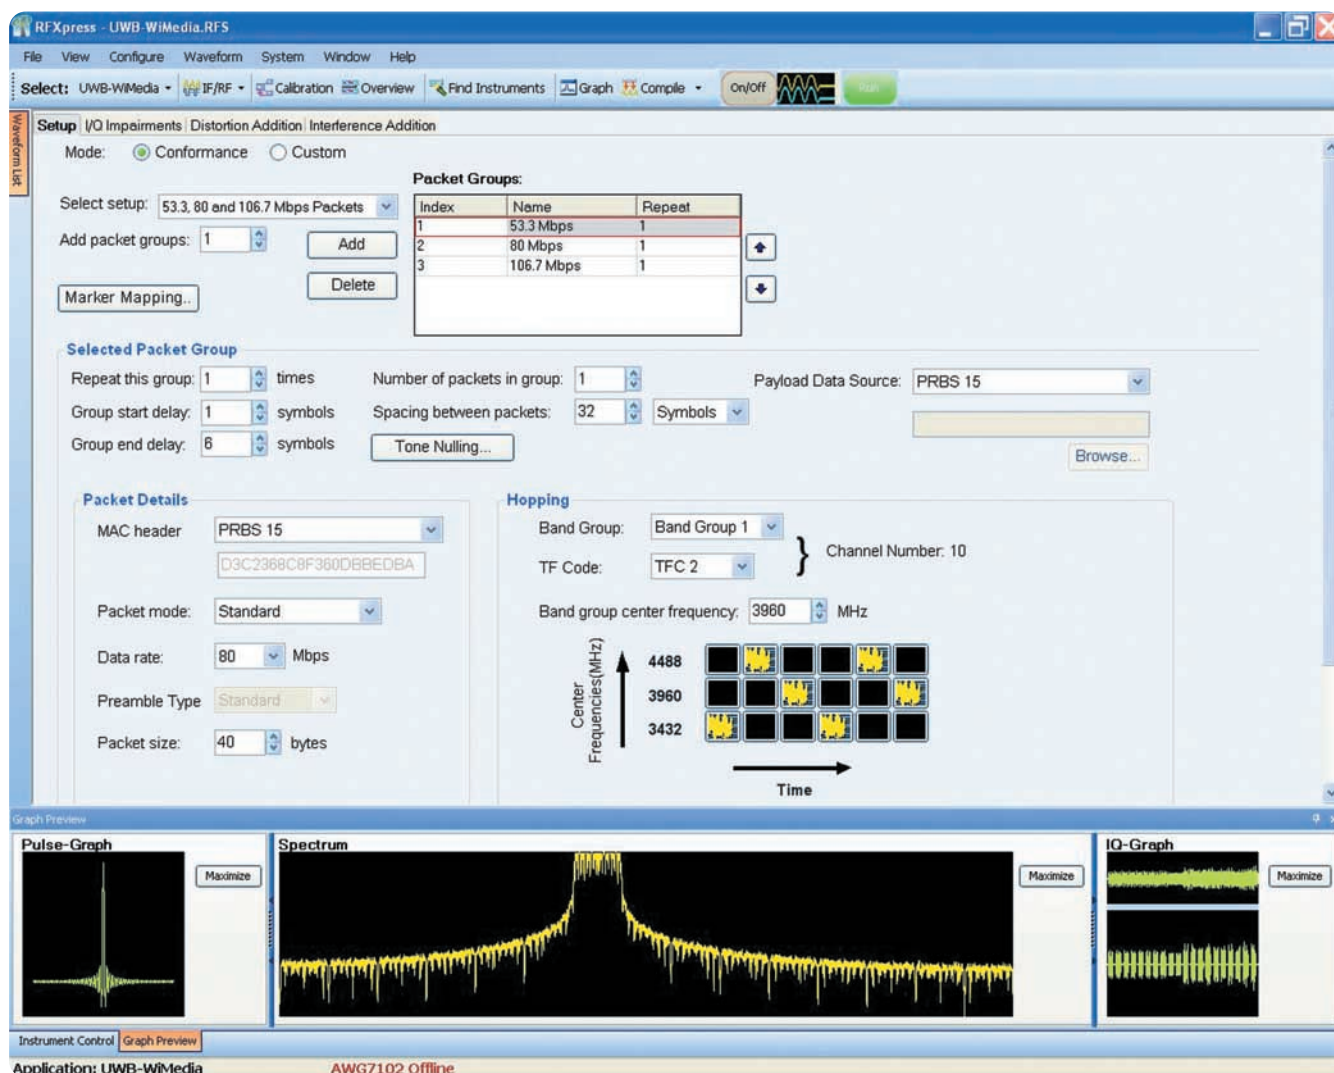 RFXpress - UWB-WiMedia.RFS
File View Configure Waveform System Window Help
Select: UWB-WiMedia IF/RF Calibration Overview Find Instruments Graph Compile On/Off Run
Waveform List
Setup I/Q Impairments Distortion Addition Interference Addition
Mode: Conformance Custom
Packet Groups:
Select setup: 53.3, 80 and 106.7 Mbps Packets
Index Name Repeat
1 53.3 Mbps 1
2 80 Mbps 1
3 106.7 Mbps 1
Add packet groups: 1 Add
Delete
Marker Mapping..
Selected Packet Group
Repeat this group: 1 times Number of packets in group: 1 Payload Data Source: PRBS 15
Group start delay: 1 symbols Spacing between packets: 32 Symbols
Group end delay: 6 symbols Tone Nulling... Browse...
Packet Details
MAC header PRBS 15
D3C2368C8F360DBBEDBA
Packet mode: Standard
Data rate: 80 Mbps
Preamble Type Standard
Packet size: 40 bytes
Hopping
Band Group: Band Group 1
TF Code: TFC 2
} Channel Number: 10
Band group center frequency: 3960 MHz
Center
Frequencies(MHz)
4488
3960
3432
Time
Graph Preview
Pulse-Graph Maximize
Spectrum Maximize
IQ-Graph Maximize
Instrument Control Graph Preview
Application: UWB-WiMedia AWG7102 Offline